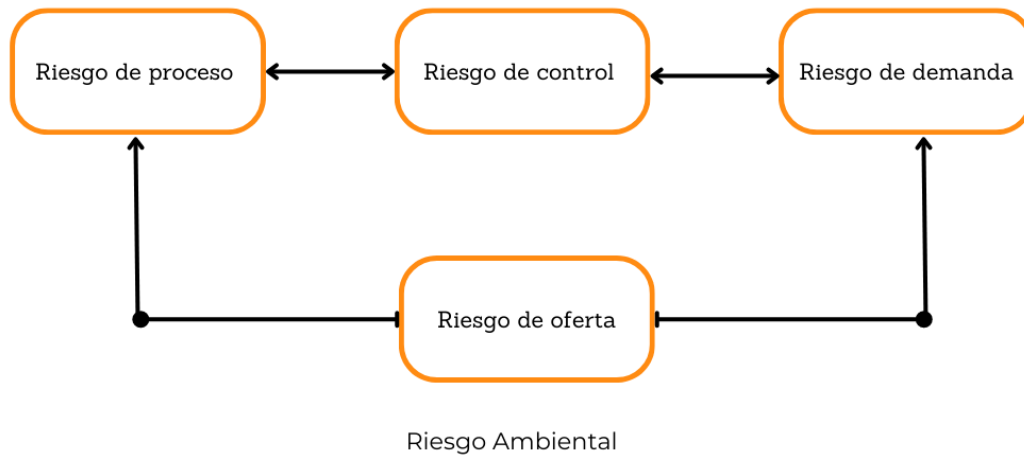 Riesgo de proceso
Riesgo de control
Riesgo de demanda
Riesgo de oferta
Riesgo Ambiental